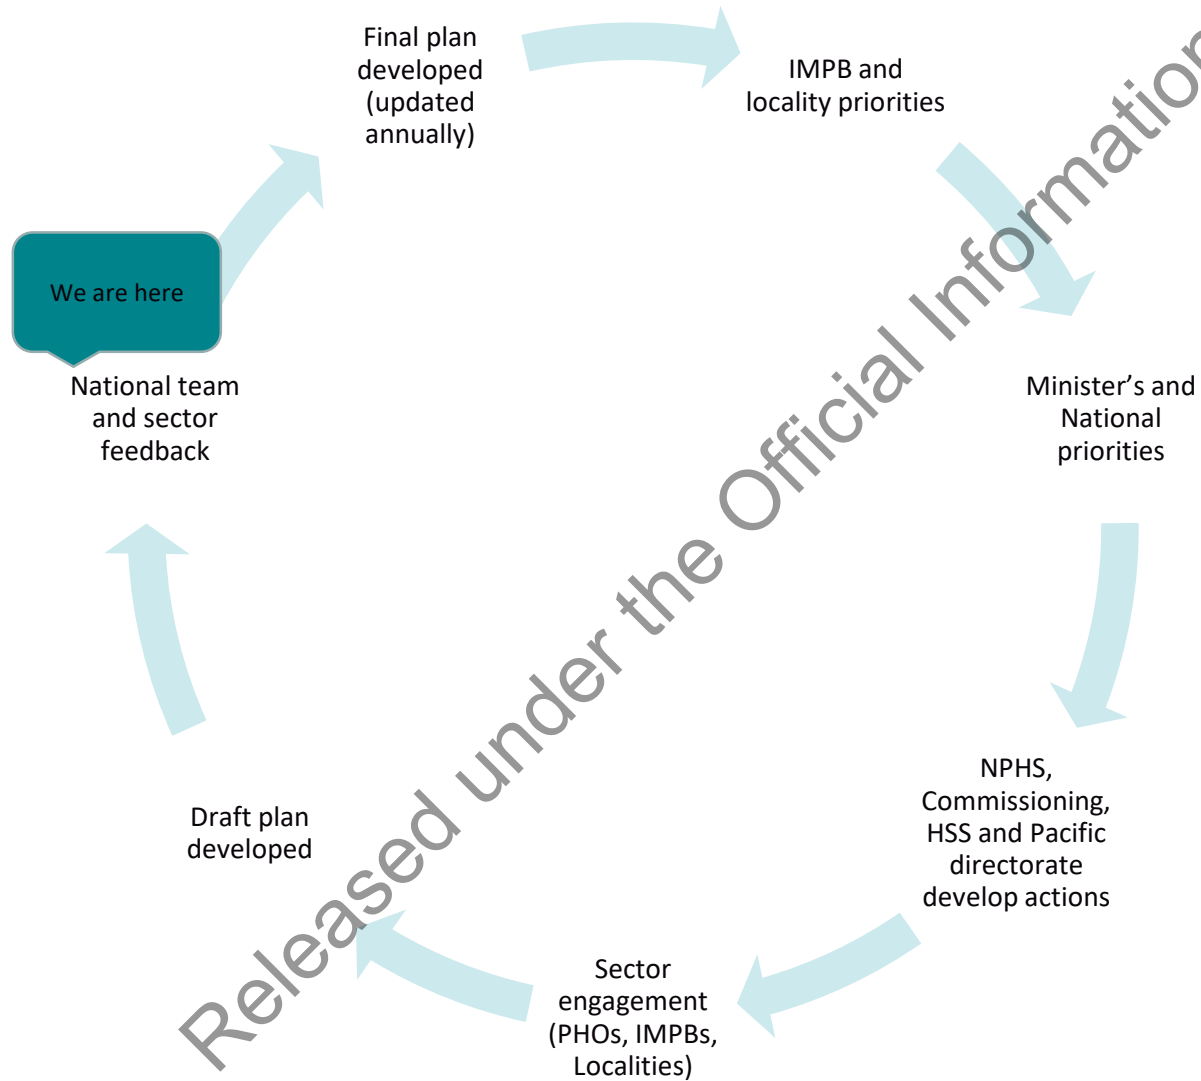 Final plan
developed
(updated
annually)
IMPB and
locality priorities
Minister’s and
National
priorities
NPHS,
Commissioning,
HSS and Pacific
directorate
develop actions
Sector
engagement
(PHOs, IMPBs,
Localities)
Draft plan
developed
National team
and sector
feedback
We are here
Released under the Official Information